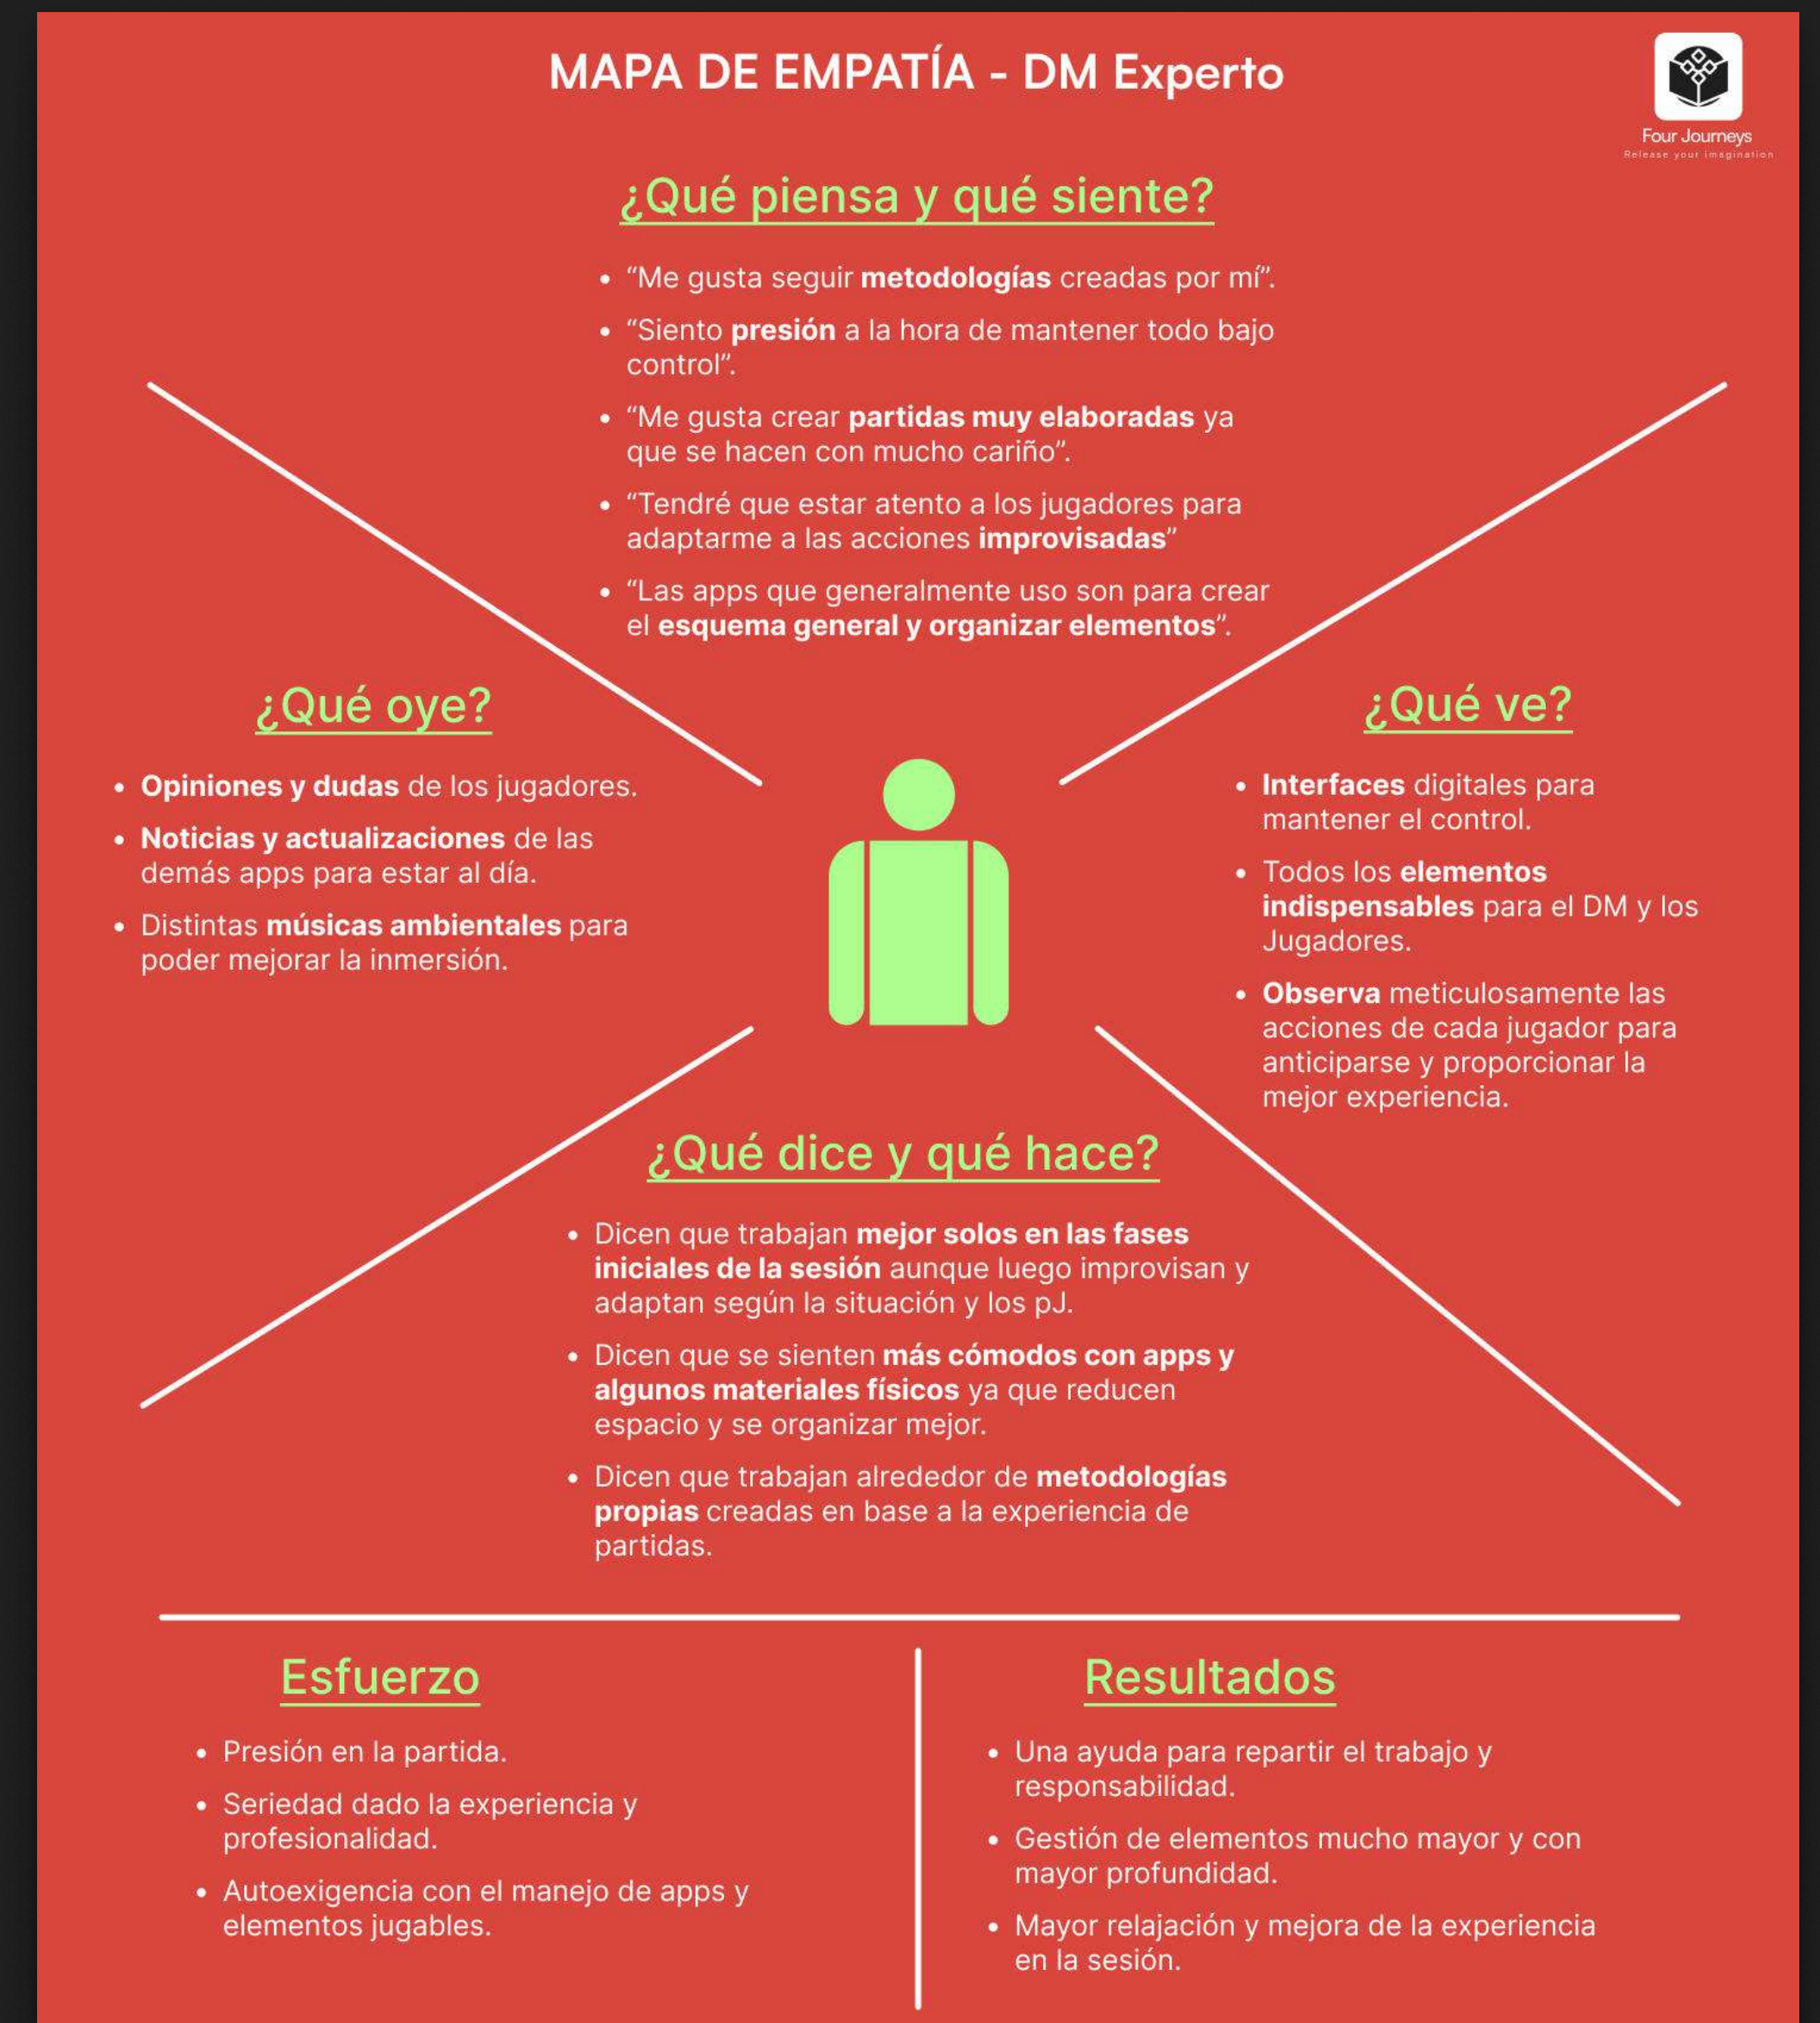 MAPA DE EMPATÍA - DM Experto
Four Journeys
Release your imagination
¿Qué piensa y qué siente?
• “Me gusta seguir metodologías creadas por mí”.
• “Siento presión a la hora de mantener todo bajo
control”.
• “Me gusta crear partidas muy elaboradas ya
que se hacen con mucho cariño”.
• “Tendré que estar atento a los jugadores para
adaptarme a las acciones improvisadas”
• “Las apps que generalmente uso son para crear
el esquema general y organizar elementos”.
¿Qué oye?
• Opiniones y dudas de los jugadores.
• Noticias y actualizaciones de las
demás apps para estar al día.
• Distintas músicas ambientales para
poder mejorar la inmersión.
¿Qué ve?
• Interfaces digitales para
mantener el control.
• Todos los elementos
indispensables para el DM y los
Jugadores.
• Observa meticulosamente las
acciones de cada jugador para
anticiparse y proporcionar la
mejor experiencia.
¿Qué dice y qué hace?
• Dicen que trabajan mejor solos en las fases
iniciales de la sesión aunque luego improvisan y
adaptan según la situación y los pJ.
• Dicen que se sienten más cómodos con apps y
algunos materiales físicos ya que reducen
espacio y se organizar mejor.
• Dicen que trabajan alrededor de metodologías
propias creadas en base a la experiencia de
partidas.
Esfuerzo
• Presión en la partida.
• Seriedad dado la experiencia y
profesionalidad.
• Autoexigencia con el manejo de apps y
elementos jugables.
Resultados
• Una ayuda para repartir el trabajo y
responsabilidad.
• Gestión de elementos mucho mayor y con
mayor profundidad.
• Mayor relajación y mejora de la experiencia
en la sesión.